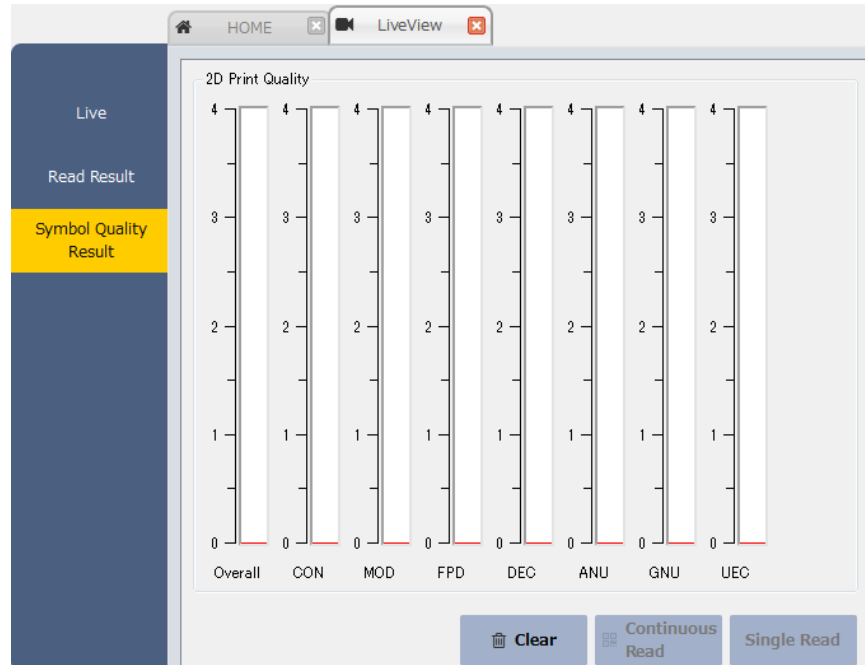 HOME
LiveView
Live
Read Result
Symbol Quality
Result
2D Print Quality
4 4 4 4 4 4 4 4
3 3 3 3 3 3 3 3
2 2 2 2 2 2 2 2
1 1 1 1 1 1 1 1
0 0 0 0 0 0 0 0
Overall CON MOD FPD DEC ANU GNU UEC
Clear
Continuous
Read
Single Read